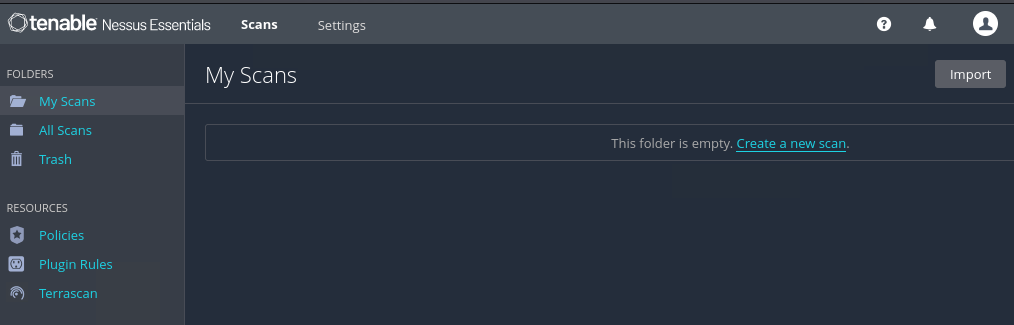 tenable Nessus Essentials Scans Settings ?
FOLDERS
My Scans
All Scans
Trash
RESOURCES
Policies
Plugin Rules
Terrascan
My Scans Import
This folder is empty. Create a new scan.